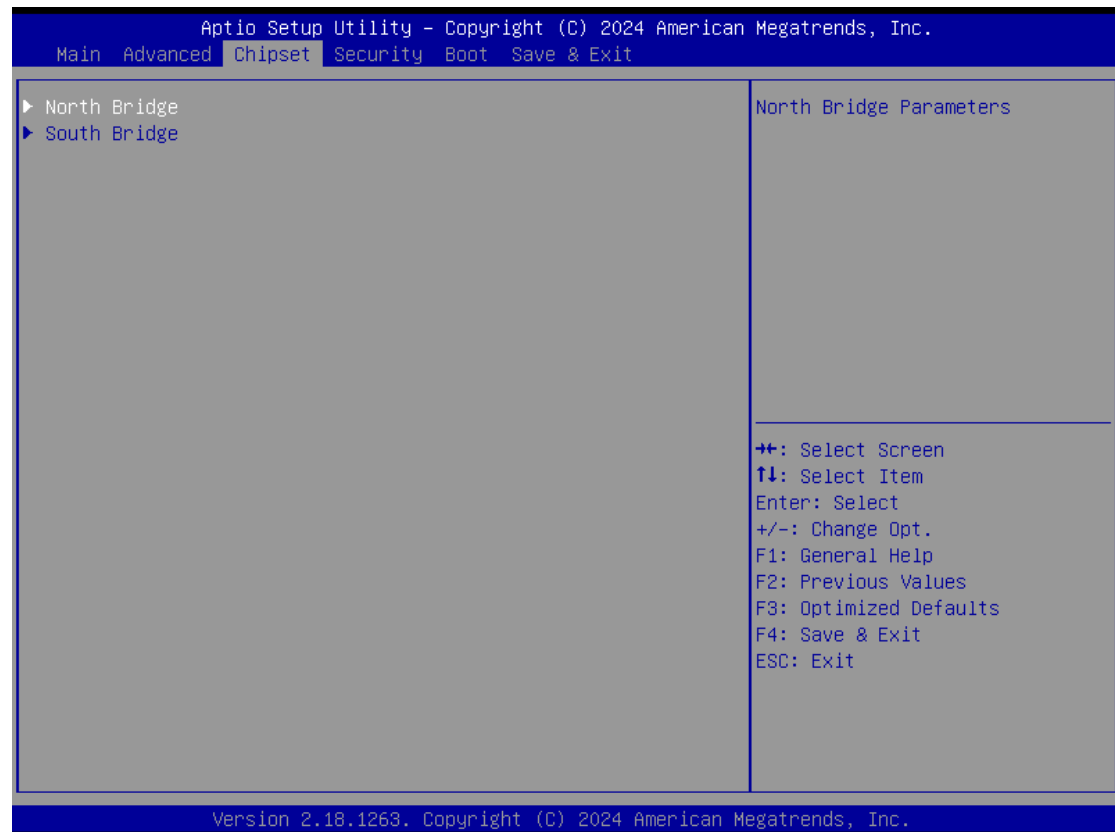 Aptio Setup Utility – Copyright (C) 2024 American Megatrends, Inc.
Main Advanced Chipset Security Boot Save & Exit
▶ North Bridge
▶ South Bridge
North Bridge Parameters
→←: Select Screen
↑↓: Select Item
Enter: Select
+/-: Change Opt.
F1: General Help
F2: Previous Values
F3: Optimized Defaults
F4: Save & Exit
ESC: Exit
Version 2.18.1263. Copyright (C) 2024 American Megatrends, Inc.